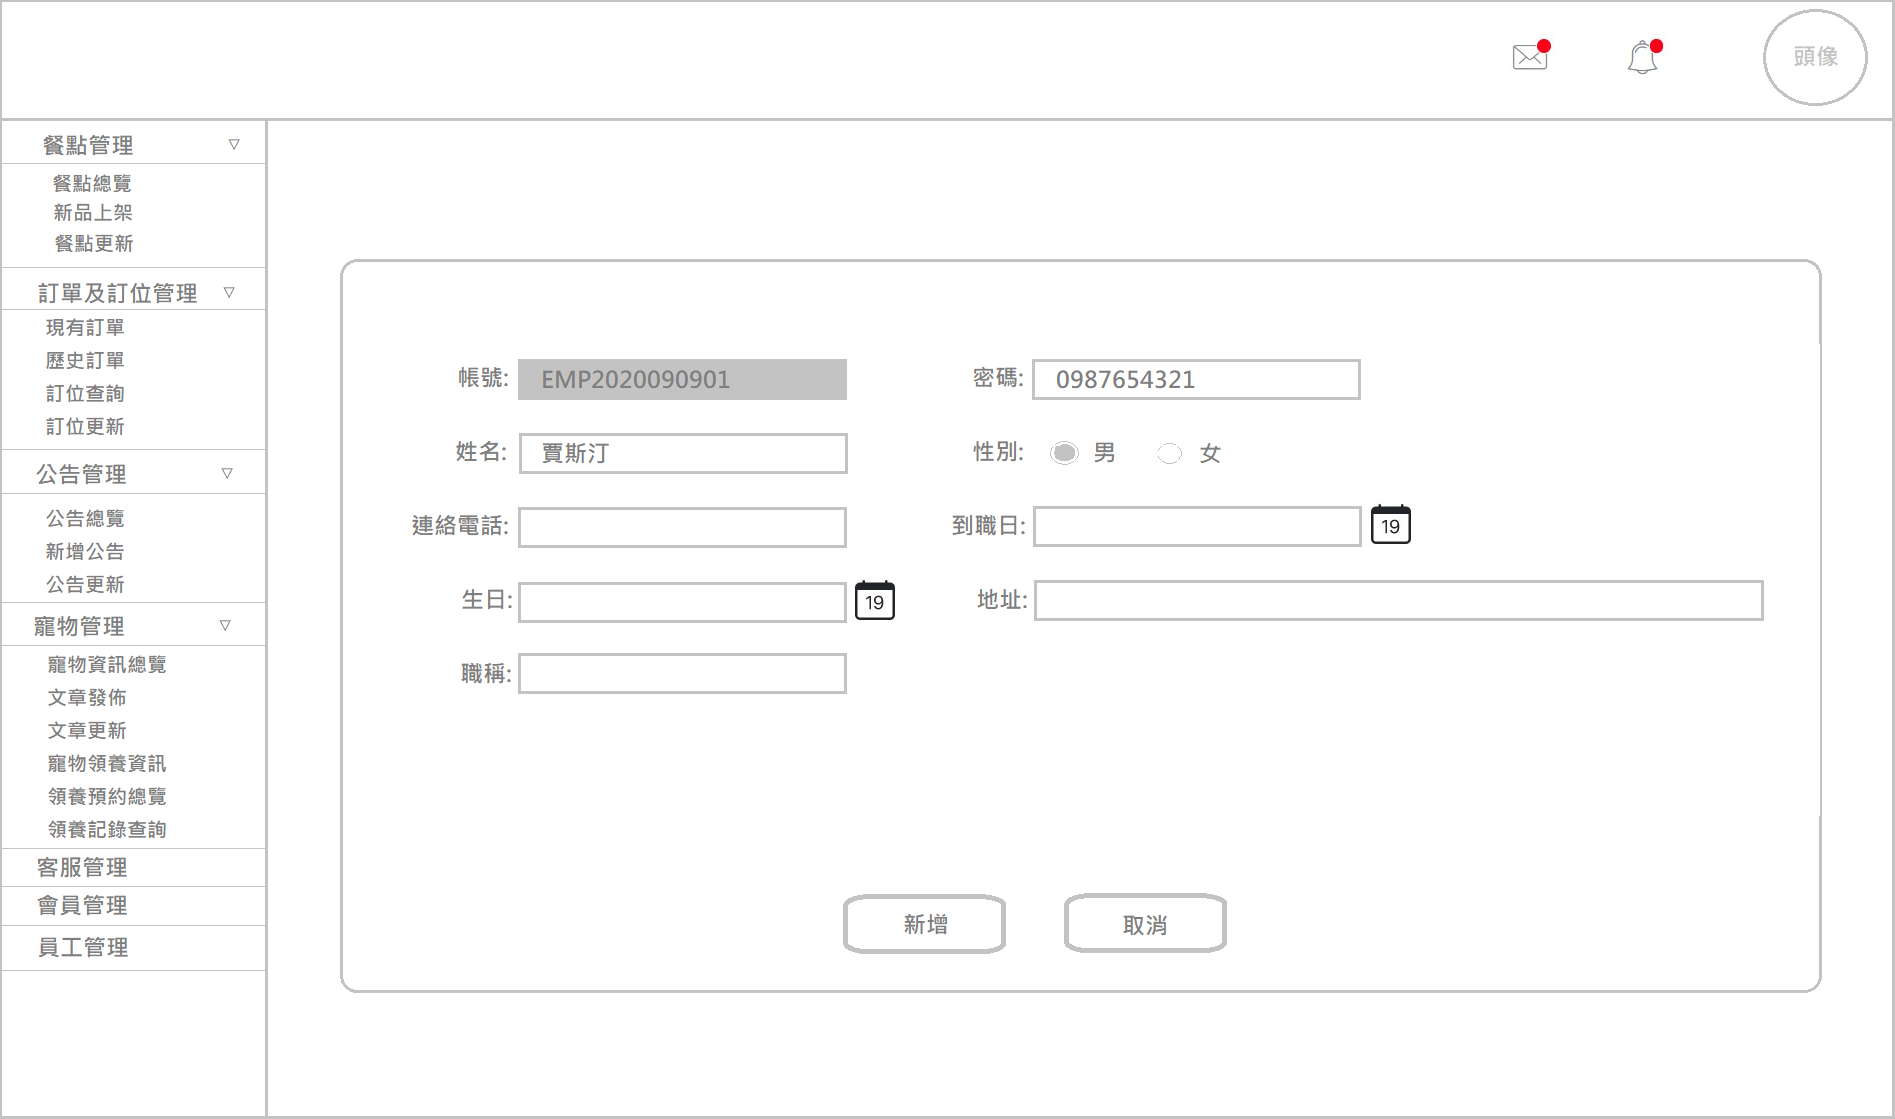 頭像
餐點管理 ▽
餐點總覽
新品上架
餐點更新
訂單及訂位管理 ▽
現有訂單
歷史訂單
訂位查詢
訂位更新
公告管理 ▽
公告總覽
新增公告
公告更新
寵物管理 ▽
寵物資訊總覽
文章發佈
文章更新
寵物領養資訊
領養預約總覽
領養記錄查詢
客服管理
會員管理
員工管理
帳號: EMP2020090901 密碼: 0987654321
姓名: 賈斯汀 性別: 男 女
連絡電話: 到職日: 19
生日: 19 地址:
職稱:
新增 取消